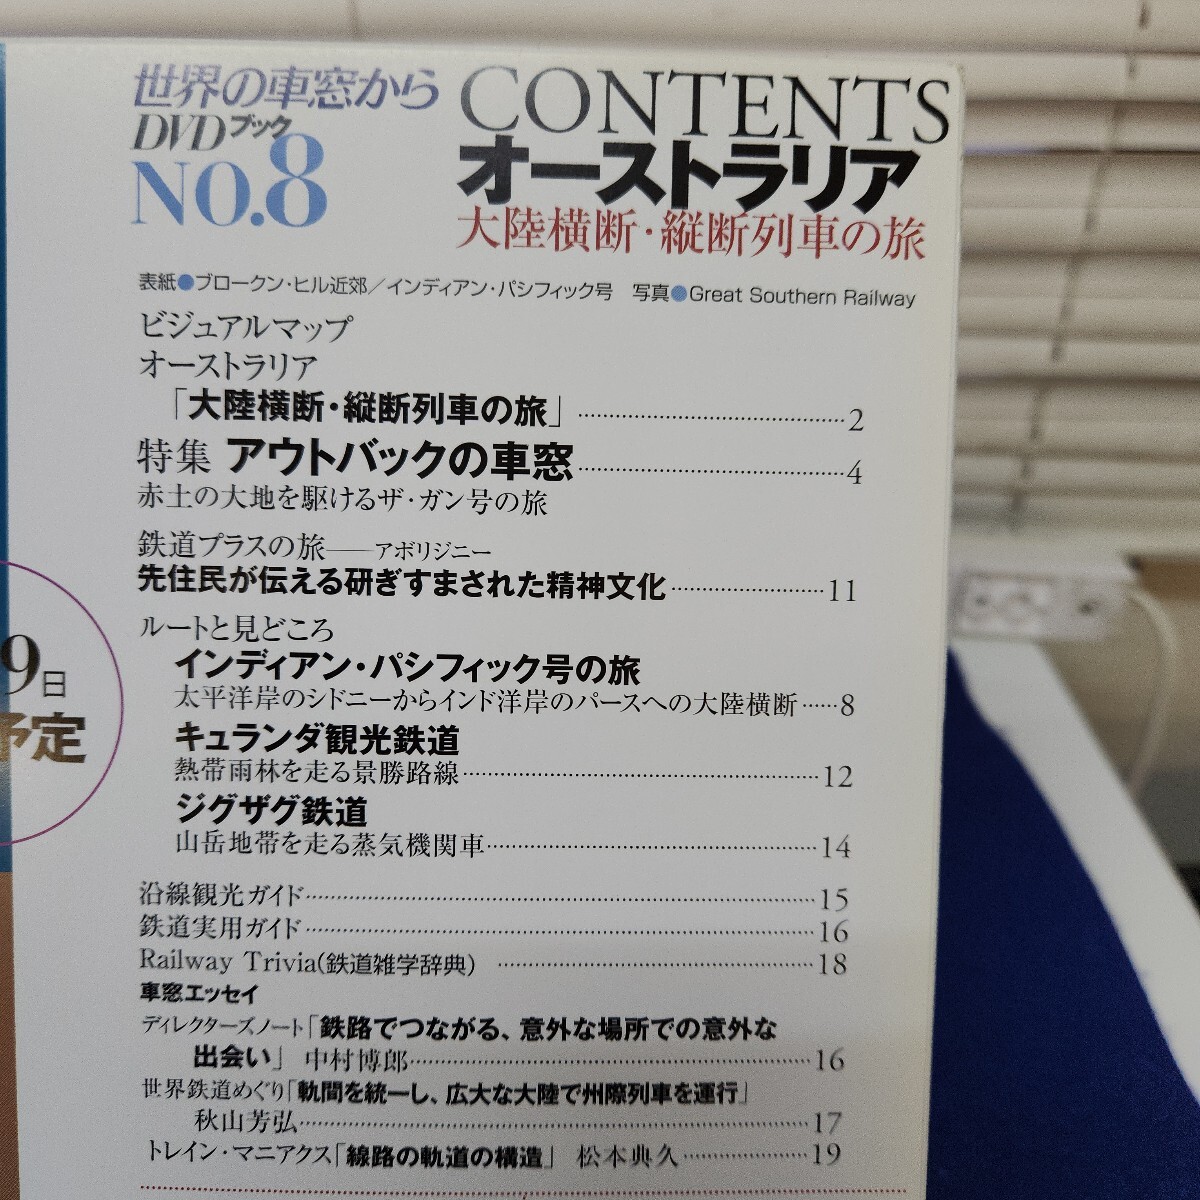 世界の車窓から
DVDブック
NO.8
CONTENTS
オーストラリア
大陸横断・縦断列車の旅
表紙●ブロークン・ヒル近郊／インディアン・パシフィック号　写真●Great Southern Railway
ビジュアルマップ
オーストラリア
「大陸横断・縦断列車の旅」 2
特集 アウトバックの車窓 4
赤土の大地を駆けるザ・ガン号の旅
鉄道プラスの旅——アボリジニー
先住民が伝える研ぎすまされた精神文化 11
ルートと見どころ
インディアン・パシフィック号の旅
太平洋岸のシドニーからインド洋岸のパースへの大陸横断 8
キュランダ観光鉄道
熱帯雨林を走る景勝路線 12
ジグザグ鉄道
山岳地帯を走る蒸気機関車 14
沿線観光ガイド 15
鉄道実用ガイド 16
Railway Trivia(鉄道雑学辞典) 18
車窓エッセイ
ディレクターズノート「鉄路でつながる、意外な場所での意外な
出会い」 中村博郎 16
世界鉄道めぐり「軌間を統一し、広大な大陸で州際列車を運行」
秋山芳弘 17
トレイン・マニアクス「線路の軌道の構造」 松本典久 19
9日
予定